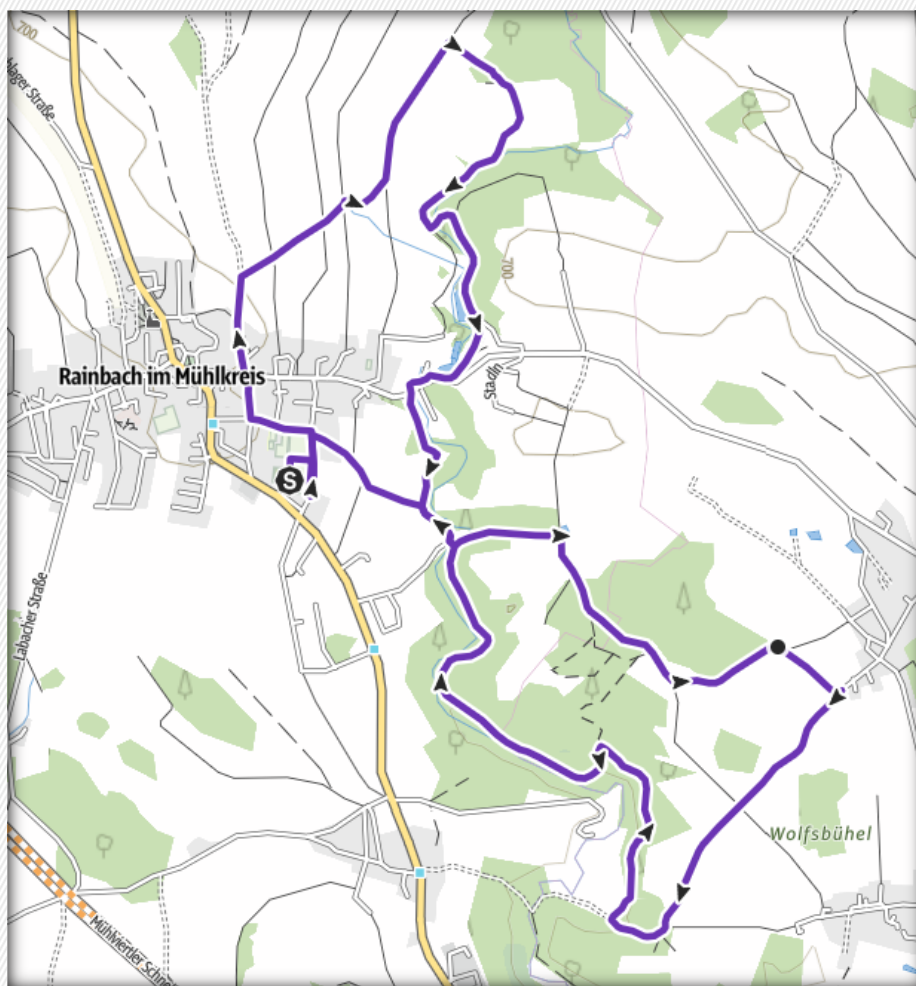 700
Rainbach im Mühlkreis
700
Stadln
S
Labacher Straße
Wolfsbühel